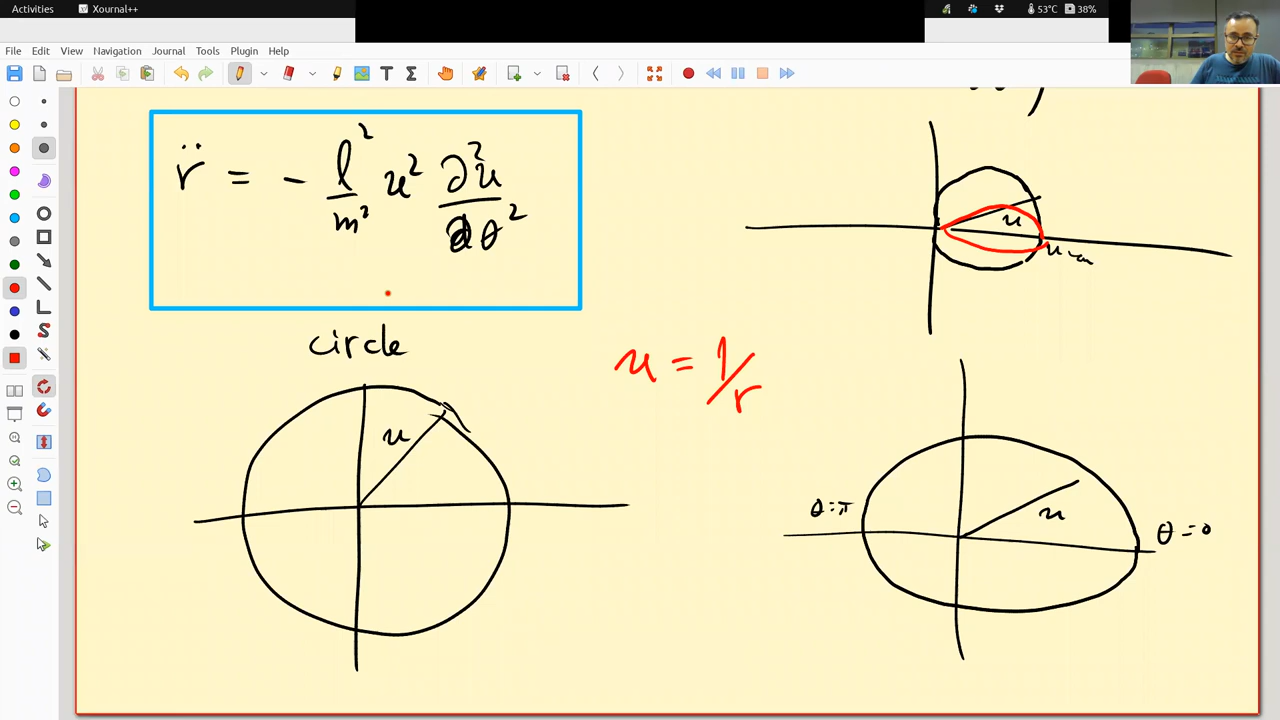 Activities Xournal++ 53°C 38%
File Edit View Navigation Journal Tools Plugin Help
r̈ = - l²/m² u² ∂²u/∂θ²
u
circle
u = 1/r
u
θ=π
u
θ=0